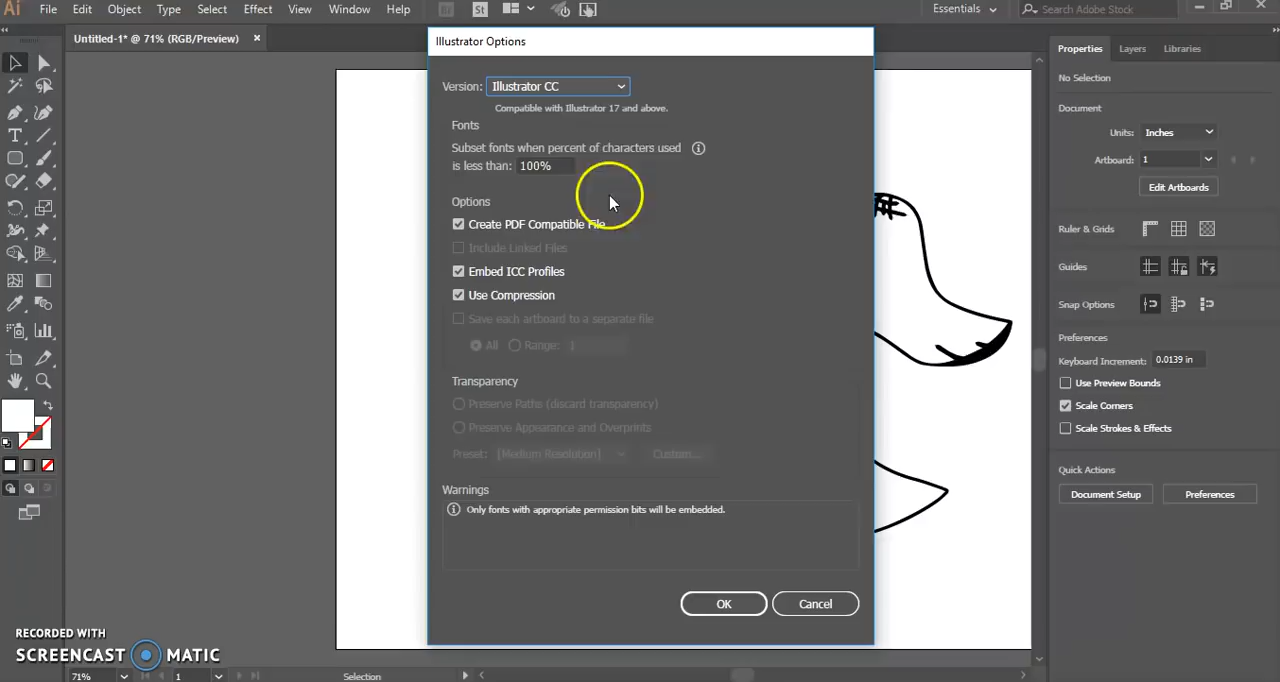 Ai File Edit Object Type Select Effect View Window Help Br St Essentials Search Adobe Stock
Untitled-1* @ 71% (RGB/Preview) ×
Illustrator Options
Version: Illustrator CC
Compatible with Illustrator 17 and above.
Fonts
Subset fonts when percent of characters used
is less than: 100%
Options
Create PDF Compatible File
Include Linked Files
Embed ICC Profiles
Use Compression
Save each artboard to a separate file
All Range: 1
Transparency
Preserve Paths (discard transparency)
Preserve Appearance and Overprints
Preset: [Medium Resolution] Custom...
Warnings
Only fonts with appropriate permission bits will be embedded.
OK Cancel
Properties Layers Libraries
No Selection
Document
Units: Inches
Artboard: 1
Edit Artboards
Ruler & Grids
Guides
Snap Options
Preferences
Keyboard Increment: 0.0139 in
Use Preview Bounds
Scale Corners
Scale Strokes & Effects
Quick Actions
Document Setup Preferences
RECORDED WITH
SCREENCAST MATIC
71% 1 Selection